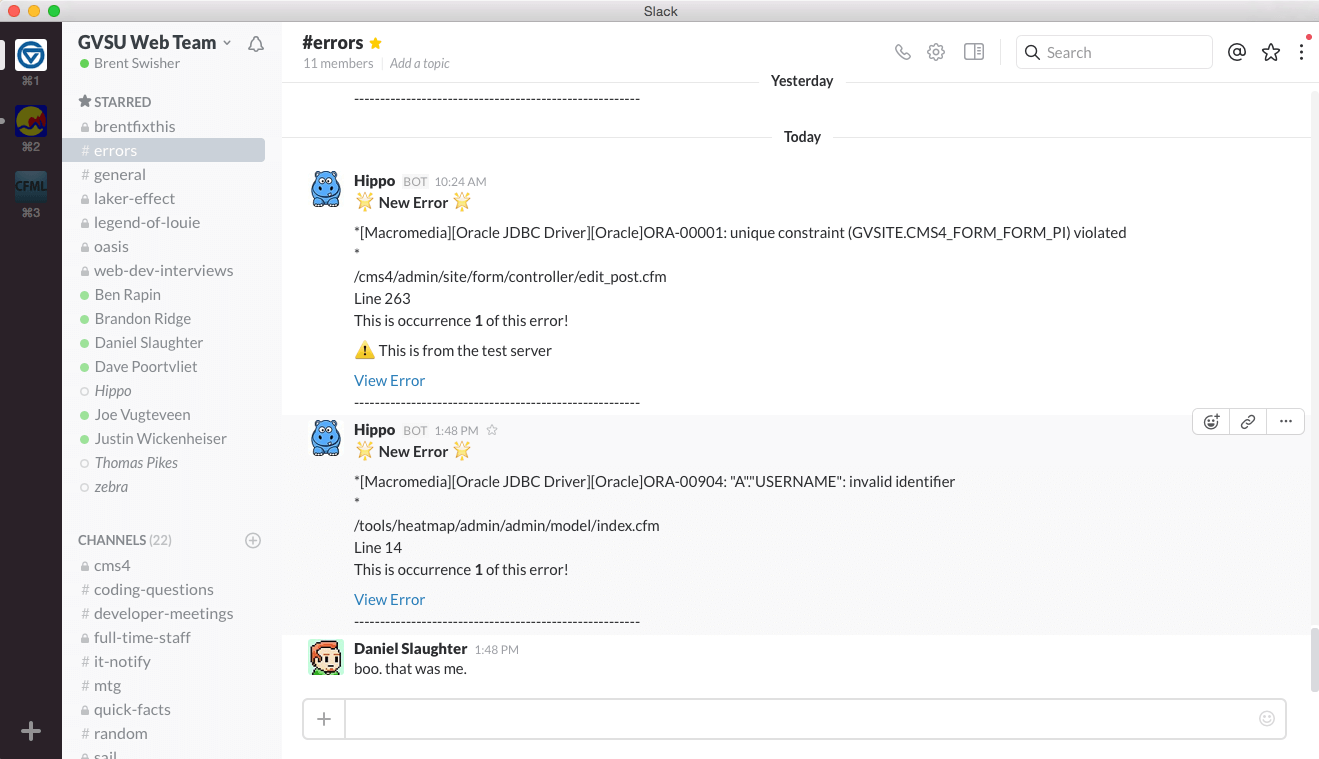 Slack
⌘1
⌘2
CFML
⌘3
GVSU Web Team
Brent Swisher
STARRED
brentfixthis
# errors
# general
laker-effect
legend-of-louie
oasis
web-dev-interviews
Ben Rapin
Brandon Ridge
Daniel Slaughter
Dave Poortvliet
Hippo
Joe Vugteveen
Justin Wickenheiser
Thomas Pikes
zebra
CHANNELS (22)
cms4
# coding-questions
# developer-meetings
full-time-staff
# it-notify
# mtg
quick-facts
# random
sail
#errors
11 members
Add a topic
Search
Yesterday
-------------------------------------------------------
Today
Hippo BOT 10:24 AM
New Error
*[Macromedia][Oracle JDBC Driver][Oracle]ORA-00001: unique constraint (GVSITE.CMS4_FORM_FORM_PI) violated
*
/cms4/admin/site/form/controller/edit_post.cfm
Line 263
This is occurrence 1 of this error!
This is from the test server
View Error
-------------------------------------------------------
Hippo BOT 1:48 PM
New Error
*[Macromedia][Oracle JDBC Driver][Oracle]ORA-00904: "A"."USERNAME": invalid identifier
*
/tools/heatmap/admin/admin/model/index.cfm
Line 14
This is occurrence 1 of this error!
View Error
-------------------------------------------------------
Daniel Slaughter 1:48 PM
boo. that was me.